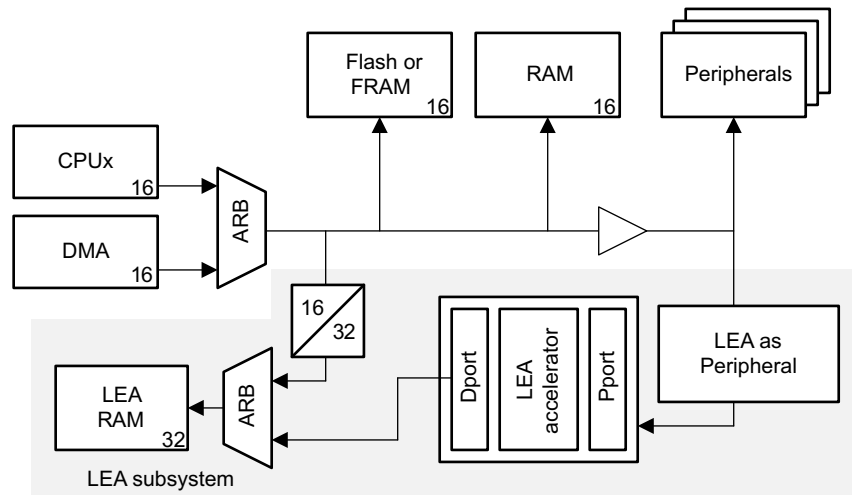 Flash or
FRAM
16
RAM
16
Peripherals
CPUx
16
ARB
DMA
16
16
32
Dport
LEA
accelerator
Pport
LEA as
Peripheral
LEA
RAM
32
ARB
LEA subsystem